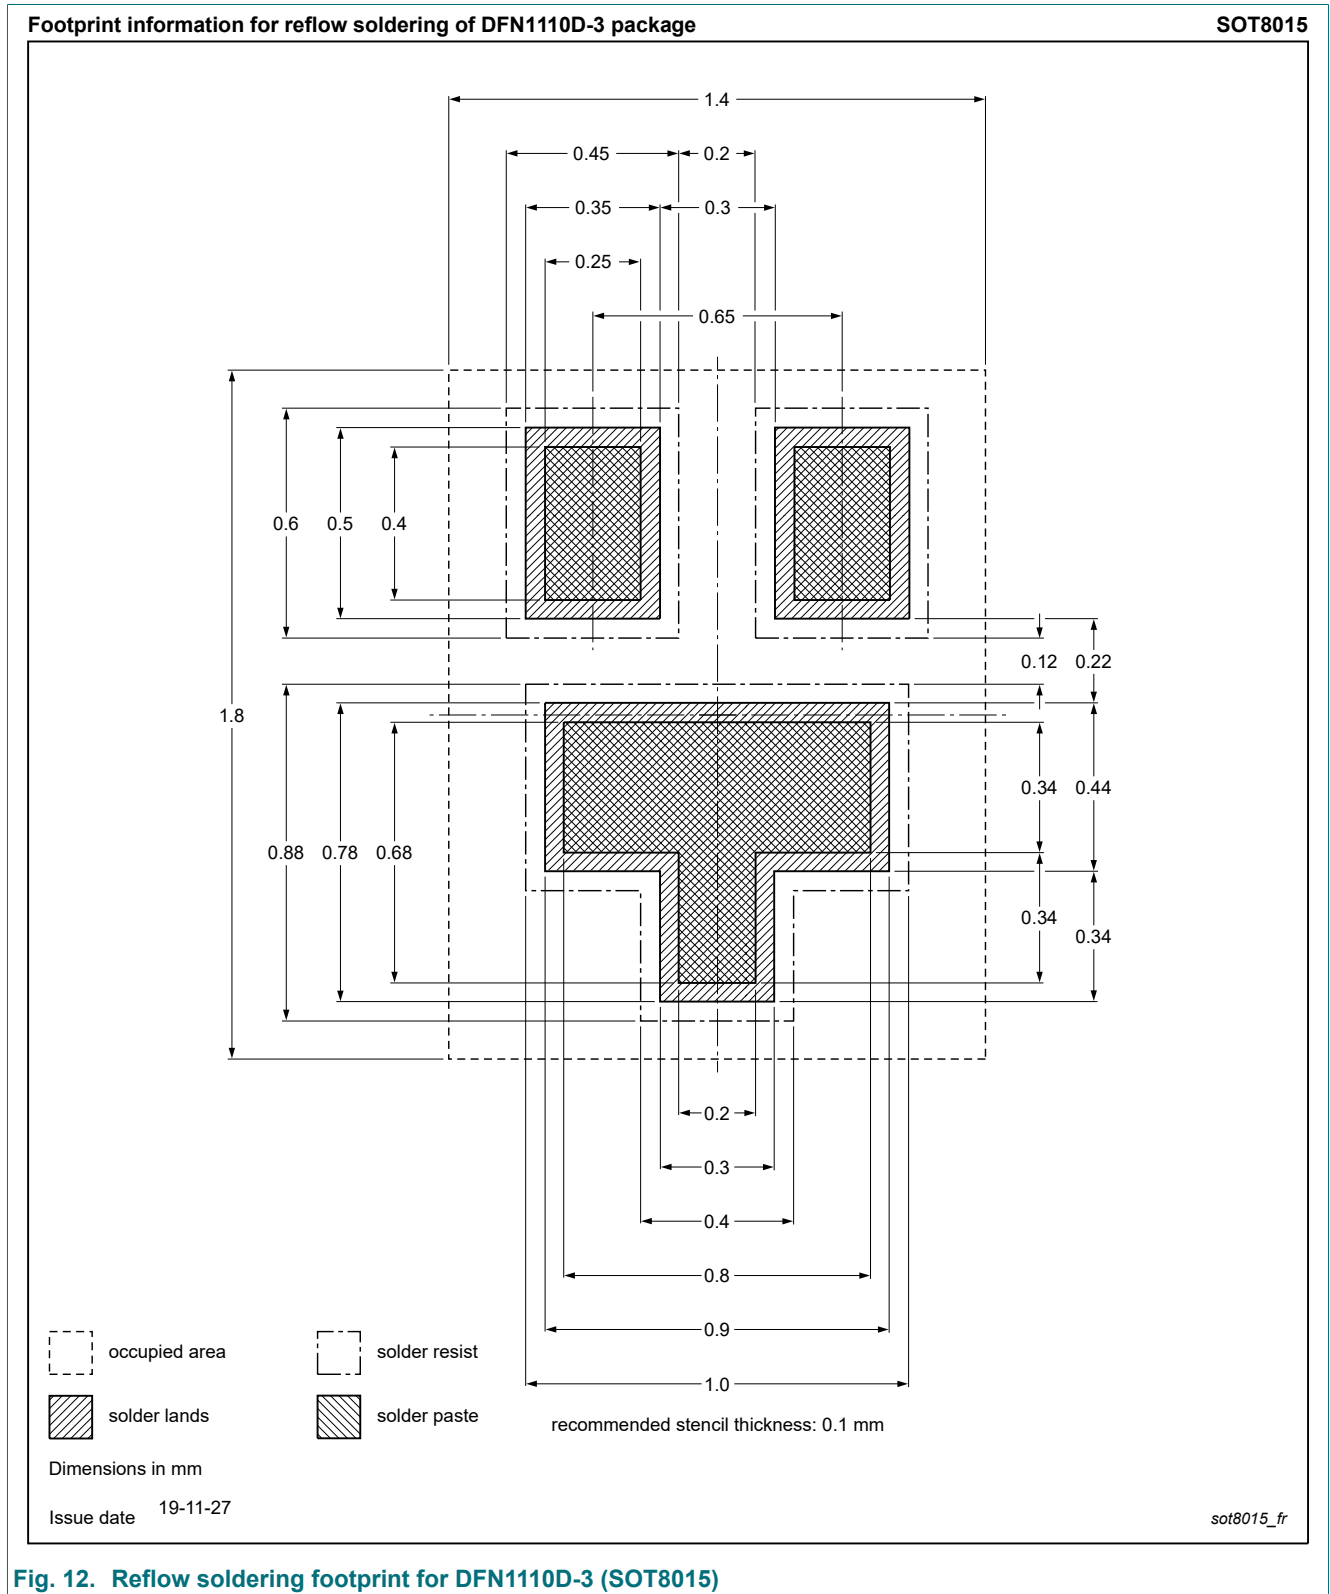 Footprint information for reflow soldering of DFN1110D-3 package SOT8015
1.4
0.45 0.2
0.35 0.3
0.25
0.65
0.6 0.5 0.4
0.12 0.22
1.8
0.34 0.44
0.88 0.78 0.68
0.34 0.34
0.2
0.3
0.4
0.8
0.9
1.0
occupied area solder resist
solder lands solder paste
recommended stencil thickness: 0.1 mm
Dimensions in mm
Issue date 19-11-27
sot8015_fr
Fig. 12. Reflow soldering footprint for DFN1110D-3 (SOT8015)